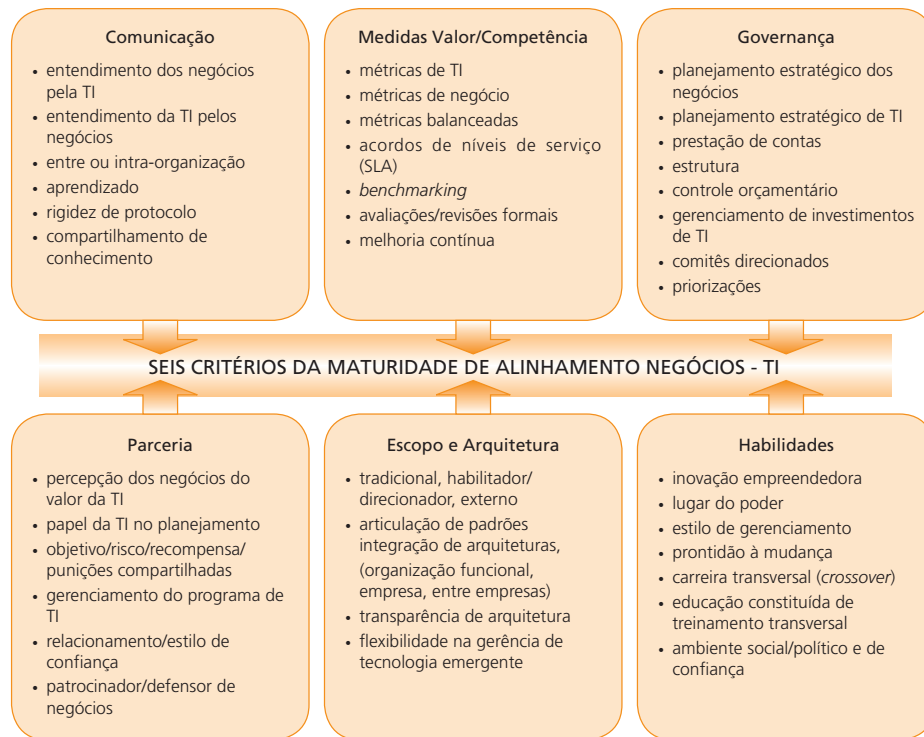 Comunicação
• entendimento dos negócios
pela TI
• entendimento da TI pelos
negócios
• entre ou intra-organização
• aprendizado
• rigidez de protocolo
• compartilhamento de
conhecimento
Medidas Valor/Competência
• métricas de TI
• métricas de negócio
• métricas balanceadas
• acordos de níveis de serviço
(SLA)
• benchmarking
• avaliações/revisões formais
• melhoria contínua
Governança
• planejamento estratégico dos
negócios
• planejamento estratégico de TI
• prestação de contas
• estrutura
• controle orçamentário
• gerenciamento de investimentos
de TI
• comitês direcionados
• priorizações
SEIS CRITÉRIOS DA MATURIDADE DE ALINHAMENTO NEGÓCIOS - TI
Parceria
• percepção dos negócios do
valor da TI
• papel da TI no planejamento
• objetivo/risco/recompensa/
punições compartilhadas
• gerenciamento do programa de
TI
• relacionamento/estilo de
confiança
• patrocinador/defensor de
negócios
Escopo e Arquitetura
• tradicional, habilitador/
direcionador, externo
• articulação de padrões
integração de arquiteturas,
(organização funcional,
empresa, entre empresas)
• transparência de arquitetura
• flexibilidade na gerência de
tecnologia emergente
Habilidades
• inovação empreendedora
• lugar do poder
• estilo de gerenciamento
• prontidão à mudança
• carreira transversal (crossover)
• educação constituída de
treinamento transversal
• ambiente social/político e de
confiança